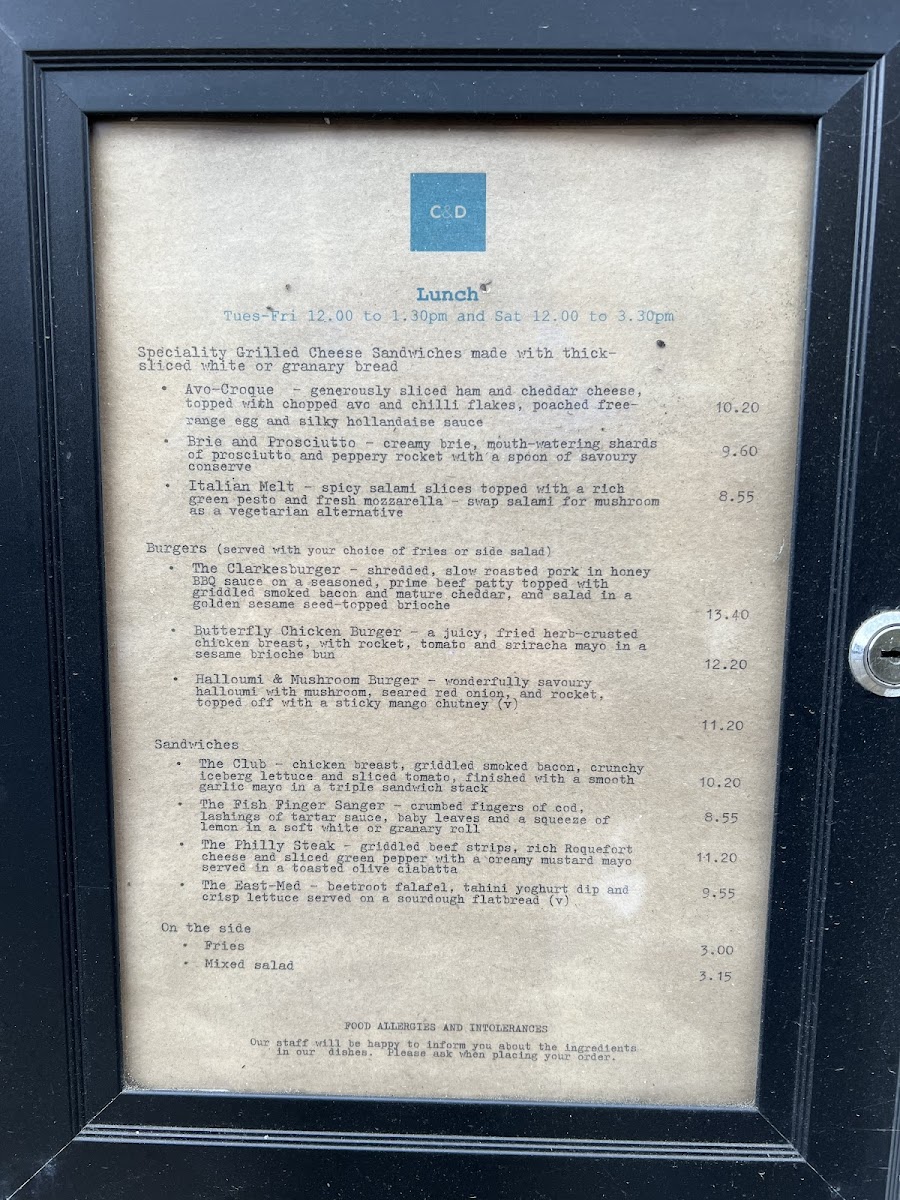 C&D
Lunch
Tues-Fri 12.00 to 1.30pm and Sat 12.00 to 3.30pm
Speciality Grilled Cheese Sandwiches made with thick-
sliced white or granary bread
• Avo-Croque - generously sliced ham and cheddar cheese,
topped with chopped avo and chilli flakes, poached free-
range egg and silky hollandaise sauce
10.20
• Brie and Prosciutto - creamy brie, mouth-watering shards
of prosciutto and peppery rocket with a spoon of savoury
conserve
9.60
• Italian Melt - spicy salami slices topped with a rich
green pesto and fresh mozzarella - swap salami for mushroom
as a vegetarian alternative
8.55
Burgers (served with your choice of fries or side salad)
• The Clarkesburger - shredded, slow roasted pork in honey
BBQ sauce on a seasoned, prime beef patty topped with
griddled smoked bacon and mature cheddar, and salad in a
golden sesame seed-topped brioche
13.40
• Butterfly Chicken Burger - a juicy, fried herb-crusted
chicken breast, with rocket, tomato and sriracha mayo in a
sesame brioche bun
12.20
• Halloumi & Mushroom Burger - wonderfully savoury
halloumi with mushroom, seared red onion, and rocket,
topped off with a sticky mango chutney (v)
11.20
Sandwiches
• The Club - chicken breast, griddled smoked bacon, crunchy
iceberg lettuce and sliced tomato, finished with a smooth
garlic mayo in a triple sandwich stack
10.20
• The Fish Finger Sanger - crumbed fingers of cod,
lashings of tartar sauce, baby leaves and a squeeze of
lemon in a soft white or granary roll
8.55
• The Philly Steak - griddled beef strips, rich Roquefort
cheese and sliced green pepper with a creamy mustard mayo
served in a toasted olive ciabatta
11.20
• The East-Med - beetroot falafel, tahini yoghurt dip and
crisp lettuce served on a sourdough flatbread (v)
9.55
On the side
• Fries
3.00
• Mixed salad
3.15
FOOD ALLERGIES AND INTOLERANCES
Our staff will be happy to inform you about the ingredients
in our dishes. Please ask when placing your order.